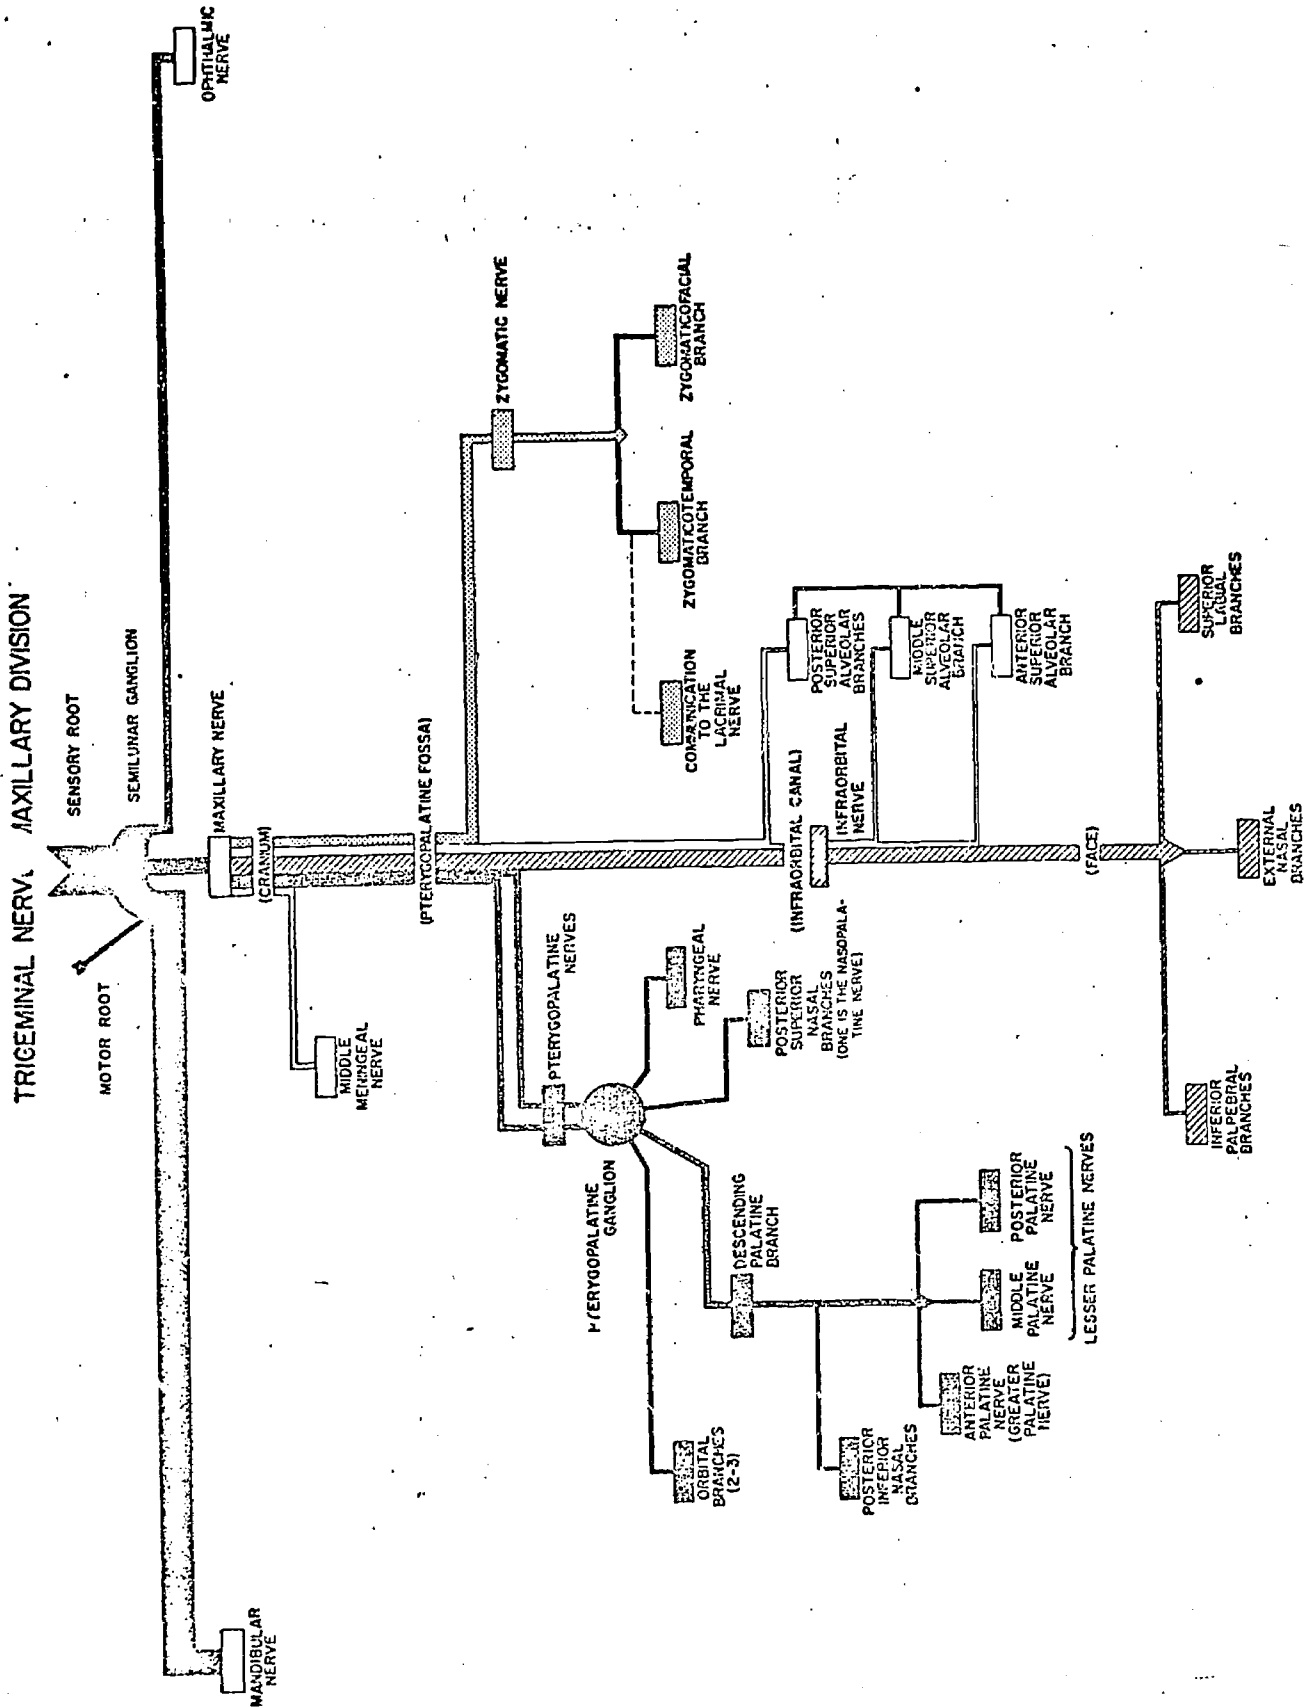 TRIGEMINAL NERV MAXILLARY DIVISION
SENSORY ROOT
MOTOR ROOT
SEMILUNAR GANGLION
OPHTHALMIC
NERVE
MANDIBULAR
NERVE
MAXILLARY NERVE
(CRANIUM)
MIDDLE
MENINGEAL
NERVE
(PTERYGOPALATINE FOSSA)
ZYGOMATIC NERVE
PTERYGOPALATINE
NERVES
PTERYGOPALATINE
GANGLION
ZYGOMATICOFACIAL
BRANCH
ZYGOMATICOTEMPORAL
BRANCH
COMMUNICATION
TO THE
LACRIMAL
NERVE
PHARYNGEAL
NERVE
ORBITAL
BRANCHES
(2-3)
DESCENDING
PALATINE
BRANCH
POSTERIOR
SUPERIOR
NASAL
BRANCHES
(ONE IS THE NASOPALA-
TINE NERVE)
(INFRAORBITAL CANAL)
INFRAORBITAL
NERVE
POSTERIOR
SUPERIOR
ALVEOLAR
BRANCHES
MIDDLE
SUPERIOR
ALVEOLAR
BRANCH
ANTERIOR
SUPERIOR
ALVEOLAR
BRANCH
POSTERIOR
INFERIOR
NASAL
BRANCHES
ANTERIOR
PALATINE
NERVE
(GREATER
PALATINE
NERVE)
MIDDLE
PALATINE
NERVE
POSTERIOR
PALATINE
NERVE
LESSER PALATINE NERVES
(FACE)
INFERIOR
PALPEBRAL
BRANCHES
EXTERNAL
NASAL
BRANCHES
SUPERIOR
LABIAL
BRANCHES